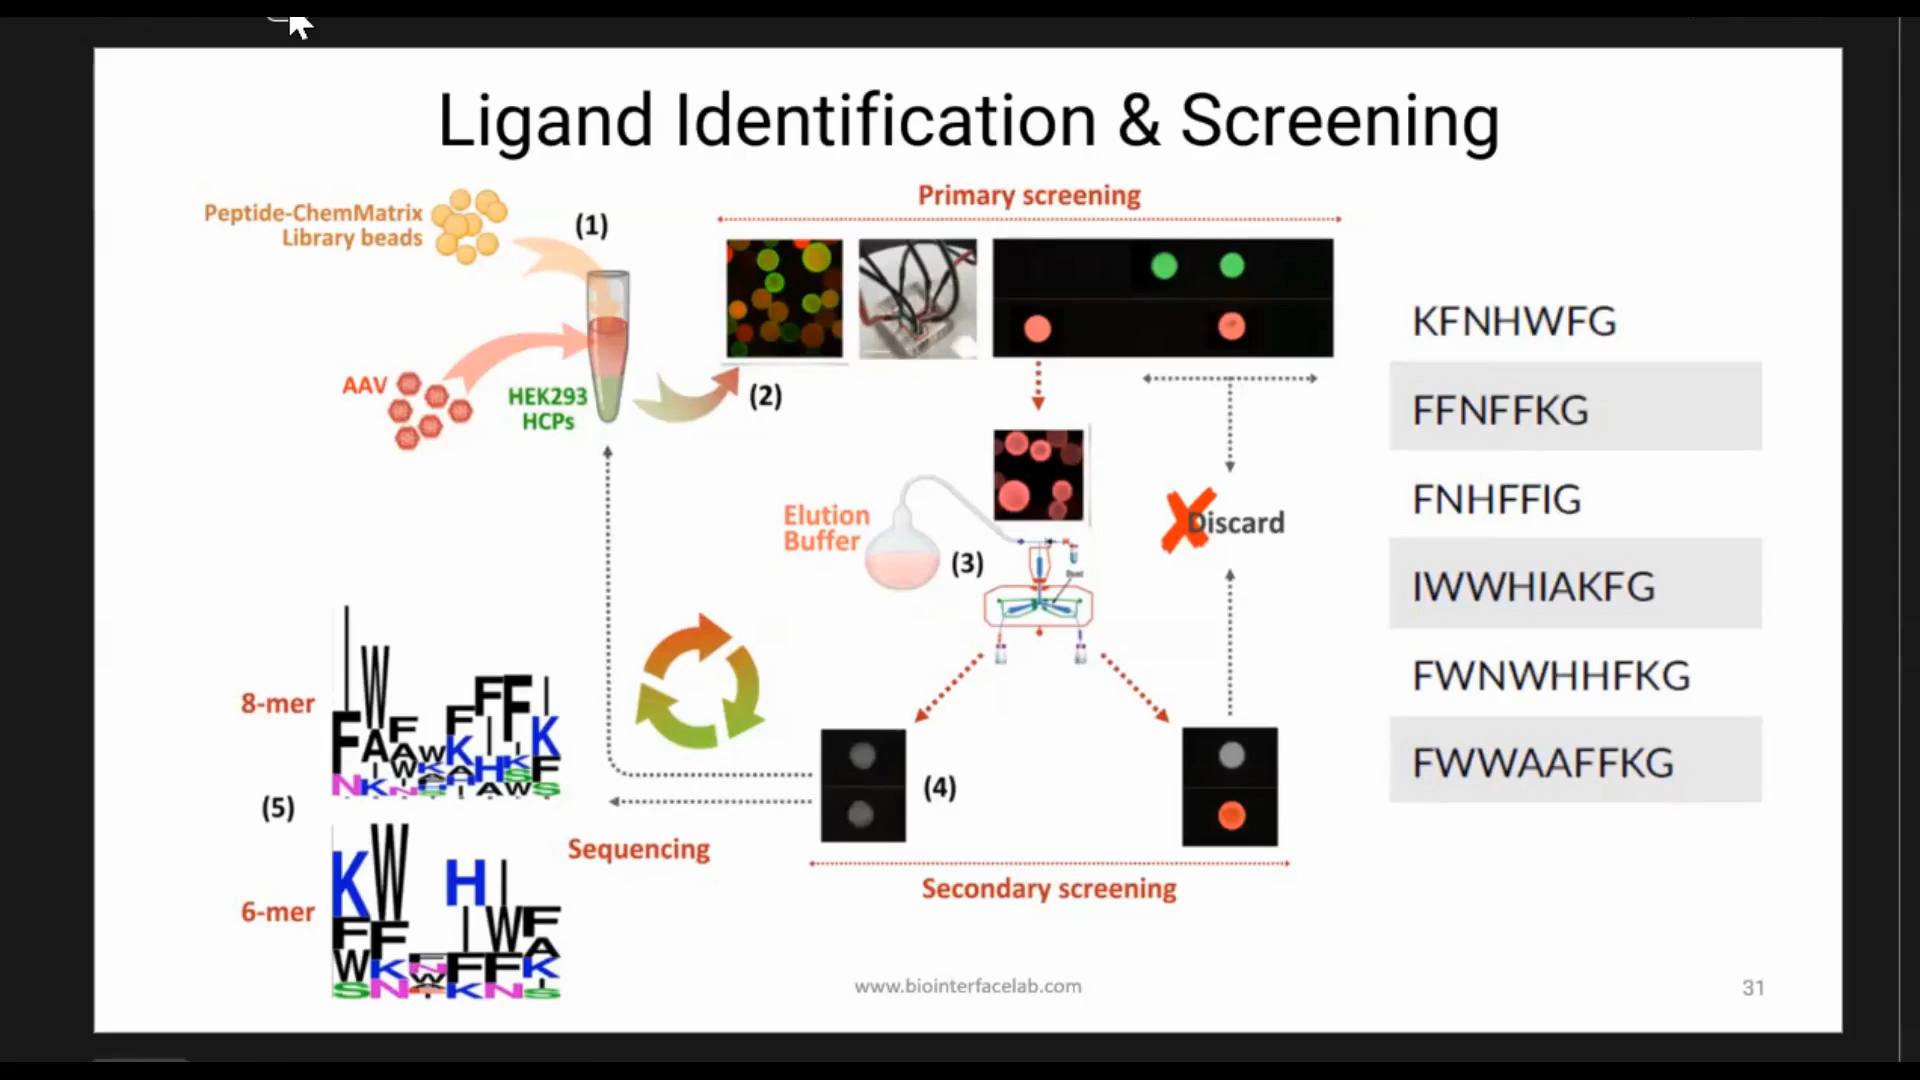 Ligand Identification & Screening
Peptide-ChemMatrix
Library beads
(1)
AAV
HEK293
HCPs
(2)
Primary screening
Elution
Buffer
(3)
Discard
(4)
Secondary screening
Sequencing
8-mer
(5)
6-mer
KFNHWFG
FFNFFKG
FNHFFIG
IWWHIAKFG
FWNWHHFKG
FWWAAFFKG
www.biointerfacelab.com
31